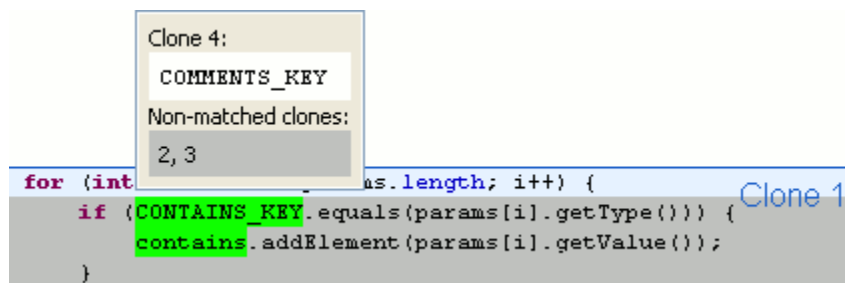 Clone 4:
COMMENTS_KEY
Non-matched clones:
2, 3
for (int ms.length; i++) {
Clone 1
if (CONTAINS_KEY.equals(params[i].getType())) {
contains.addElement(params[i].getValue());
}